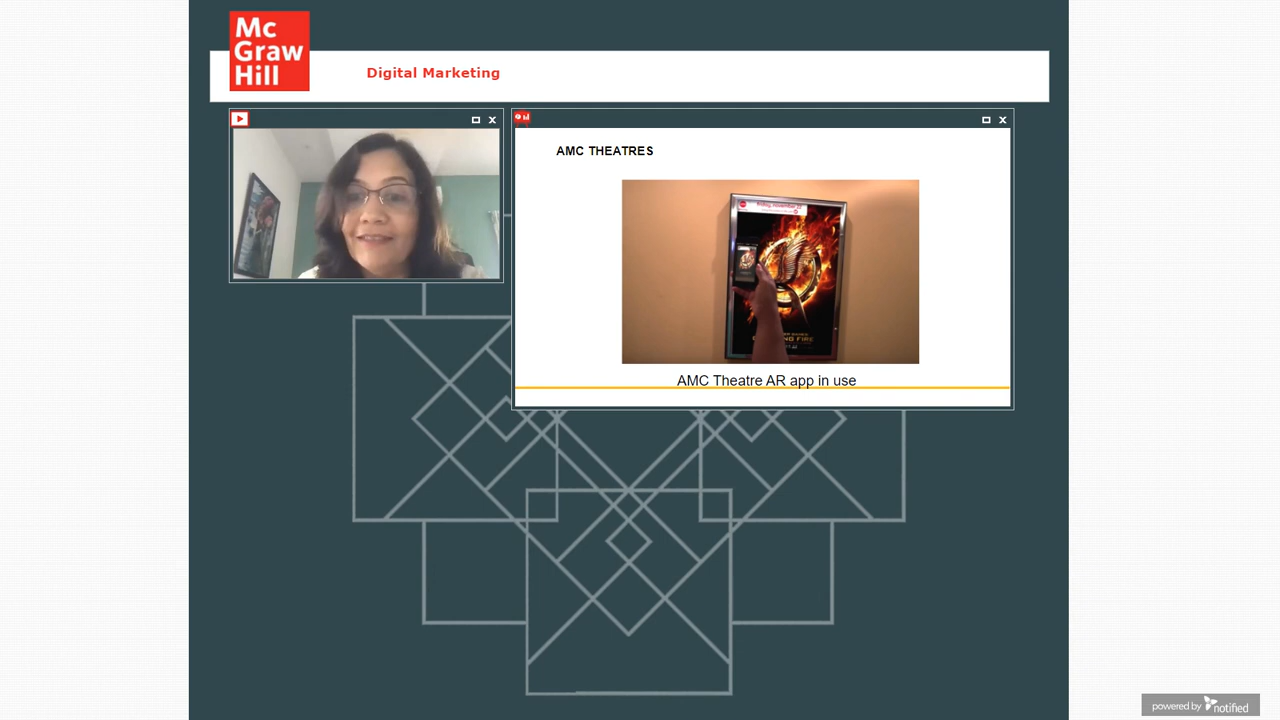 Mc
Graw
Hill
Digital Marketing
AMC THEATRES
AMC Theatre AR app in use
powered by notified